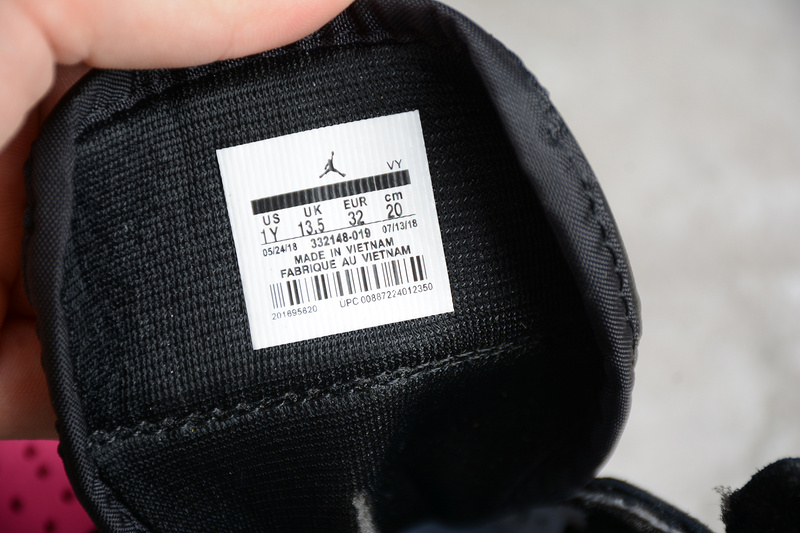 VY
US UK EUR cm
1Y 13.5 32 20
05/24/18 332148-019 07/13/18
MADE IN VIETNAM
FABRIQUE AU VIETNAM
201695620 UPC 00887224012350